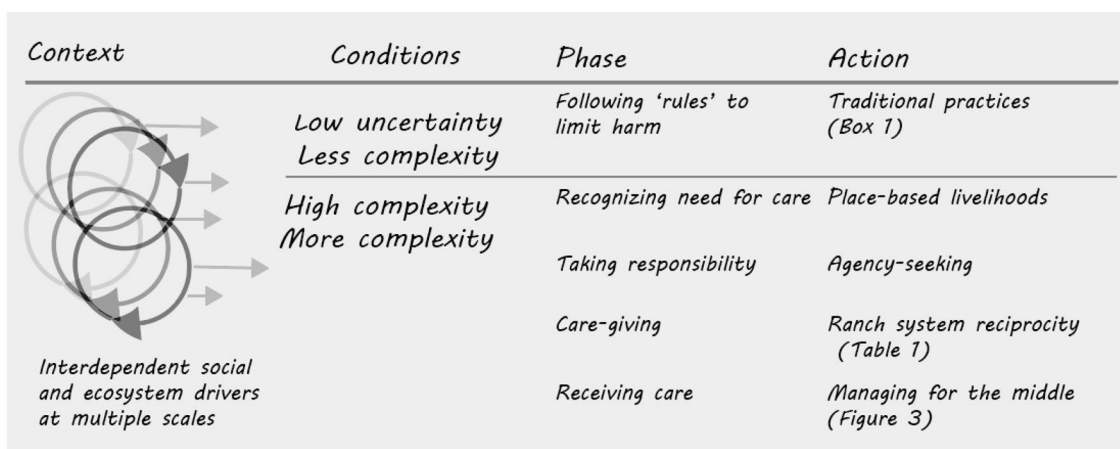 Context
Conditions
Phase
Action
Low uncertainty
Less complexity
Following ‘rules’ to
limit harm
Traditional practices
(Box 1)
High complexity
More complexity
Recognizing need for care
Place-based livelihoods
Taking responsibility
Agency-seeking
Care-giving
Ranch system reciprocity
(Table 1)
Receiving care
Managing for the middle
(Figure 3)
Interdependent social
and ecosystem drivers
at multiple scales